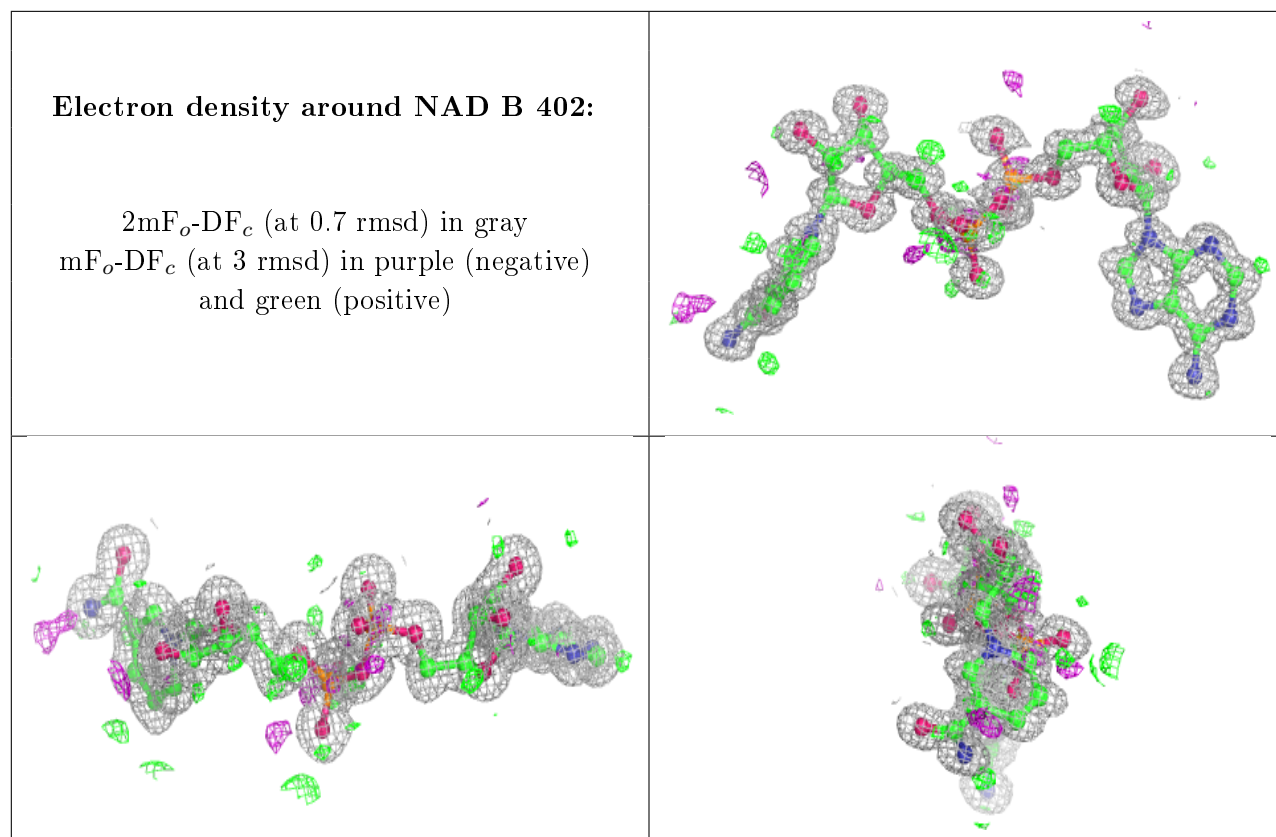 Electron density around NAD B 402:
2mFₒ-DF𝒸 (at 0.7 rmsd) in gray
mFₒ-DF𝒸 (at 3 rmsd) in purple (negative)
and green (positive)